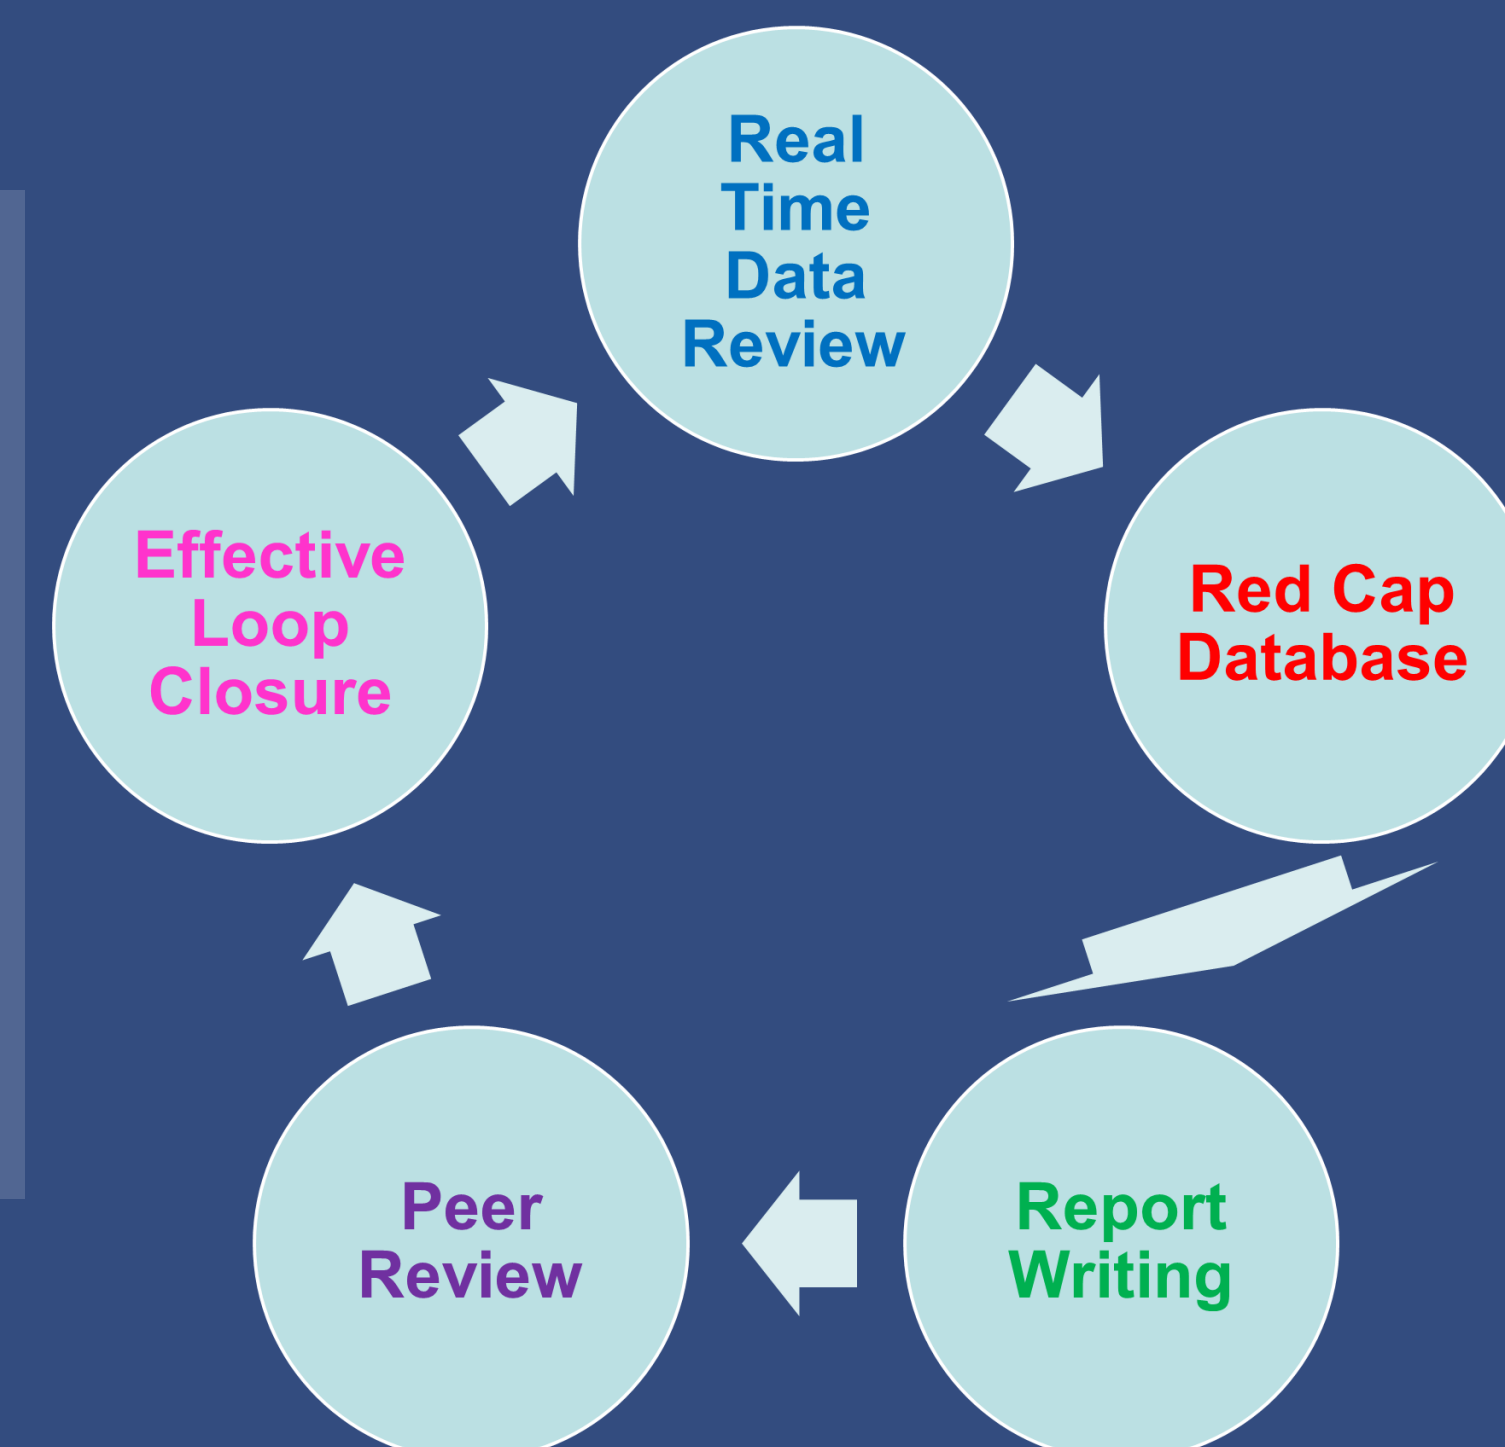 Real
Time
Data
Review
Red Cap
Database
Report
Writing
Peer
Review
Effective
Loop
Closure